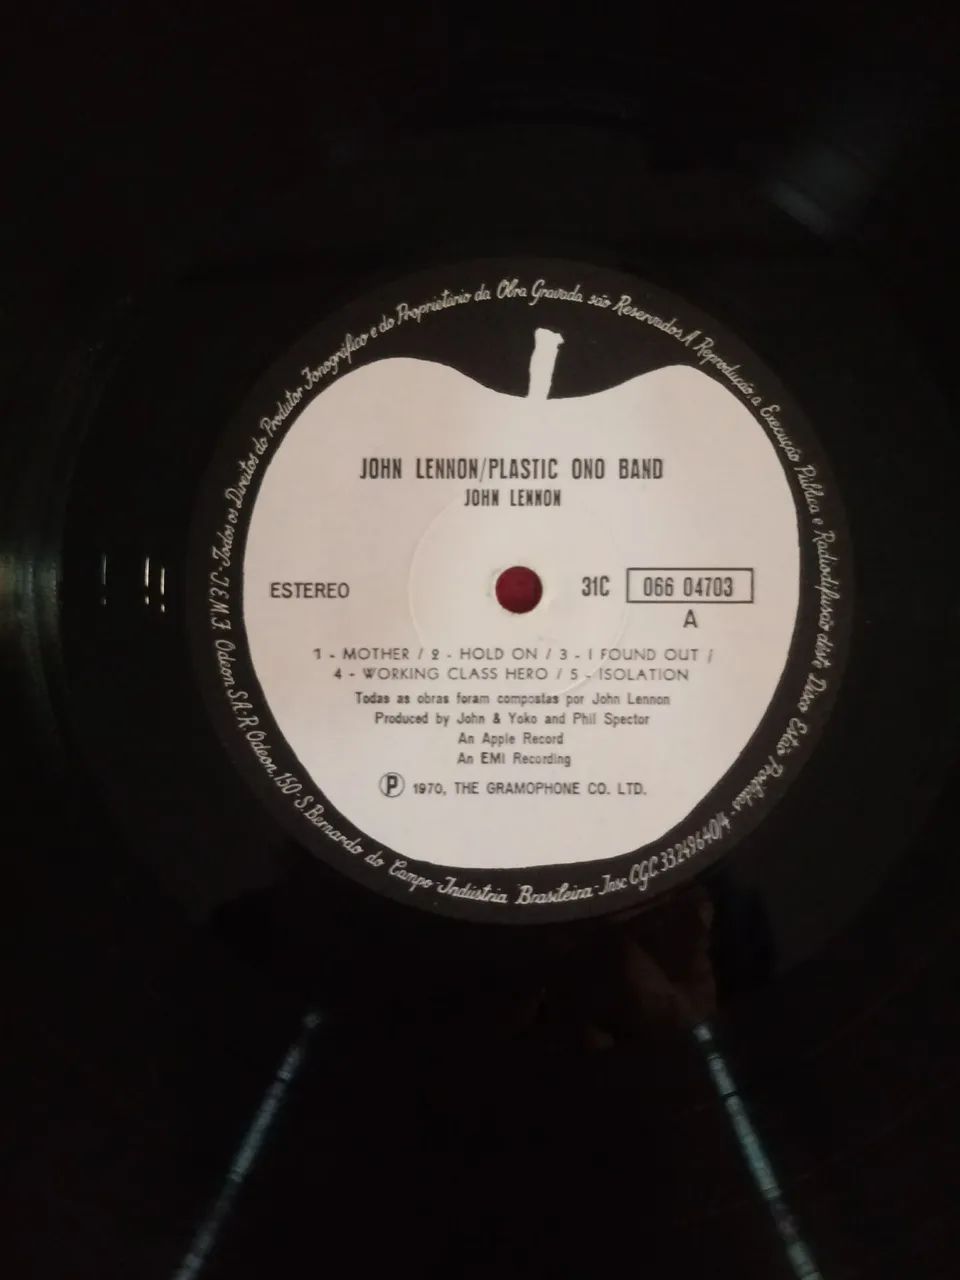 JOHN LENNON/PLASTIC ONO BAND
JOHN LENNON
ESTEREO
31C 066 04703
A
1 - MOTHER / 2 - HOLD ON / 3 - I FOUND OUT /
4 - WORKING CLASS HERO / 5 - ISOLATION
Todas as obras foram compostas por John Lennon
Produced by John & Yoko and Phil Spector
An Apple Record
An EMI Recording
Ⓟ 1970, THE GRAMOPHONE CO. LTD.
Todos os Direitos do Produtor Fonográfico e do Proprietário da Obra Gravada são Reservados A Reprodução, a Execução Pública e Radiodifusão dêste Disco Estão Proibidas - Odeon S.A.-R. Odeon, 150-S. Bernardo do Campo-Indústria Brasileira-Insc CGC. 33.249.640/4-